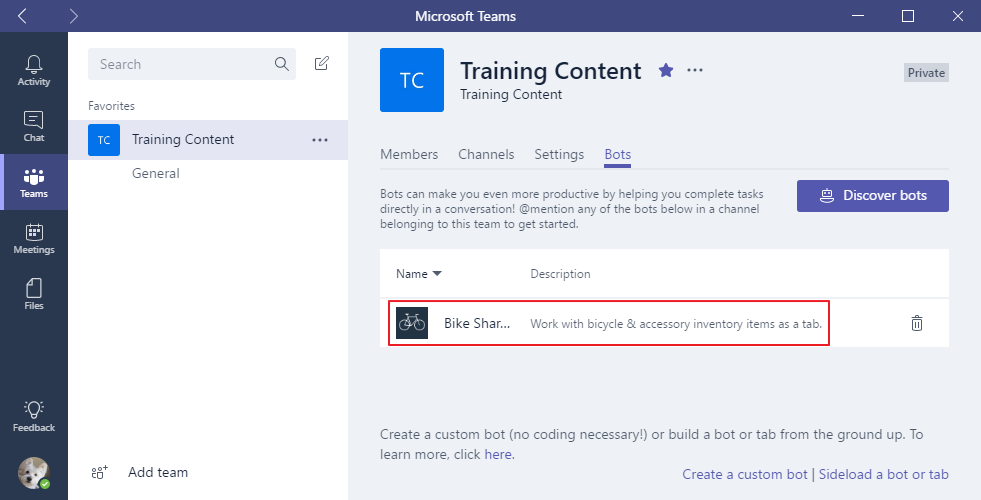 Microsoft Teams
Activity
Chat
Teams
Meetings
Files
Feedback
Search
Favorites
TC Training Content
General
Add team
TC
Training Content
Training Content
Private
Members Channels Settings Bots
Bots can make you even more productive by helping you complete tasks
directly in a conversation! @mention any of the bots below in a channel
belonging to this team to get started.
Discover bots
Name Description
Bike Shar... Work with bicycle & accessory inventory items as a tab.
Create a custom bot (no coding necessary!) or build a bot or tab from the ground up. To
learn more, click here.
Create a custom bot | Sideload a bot or tab